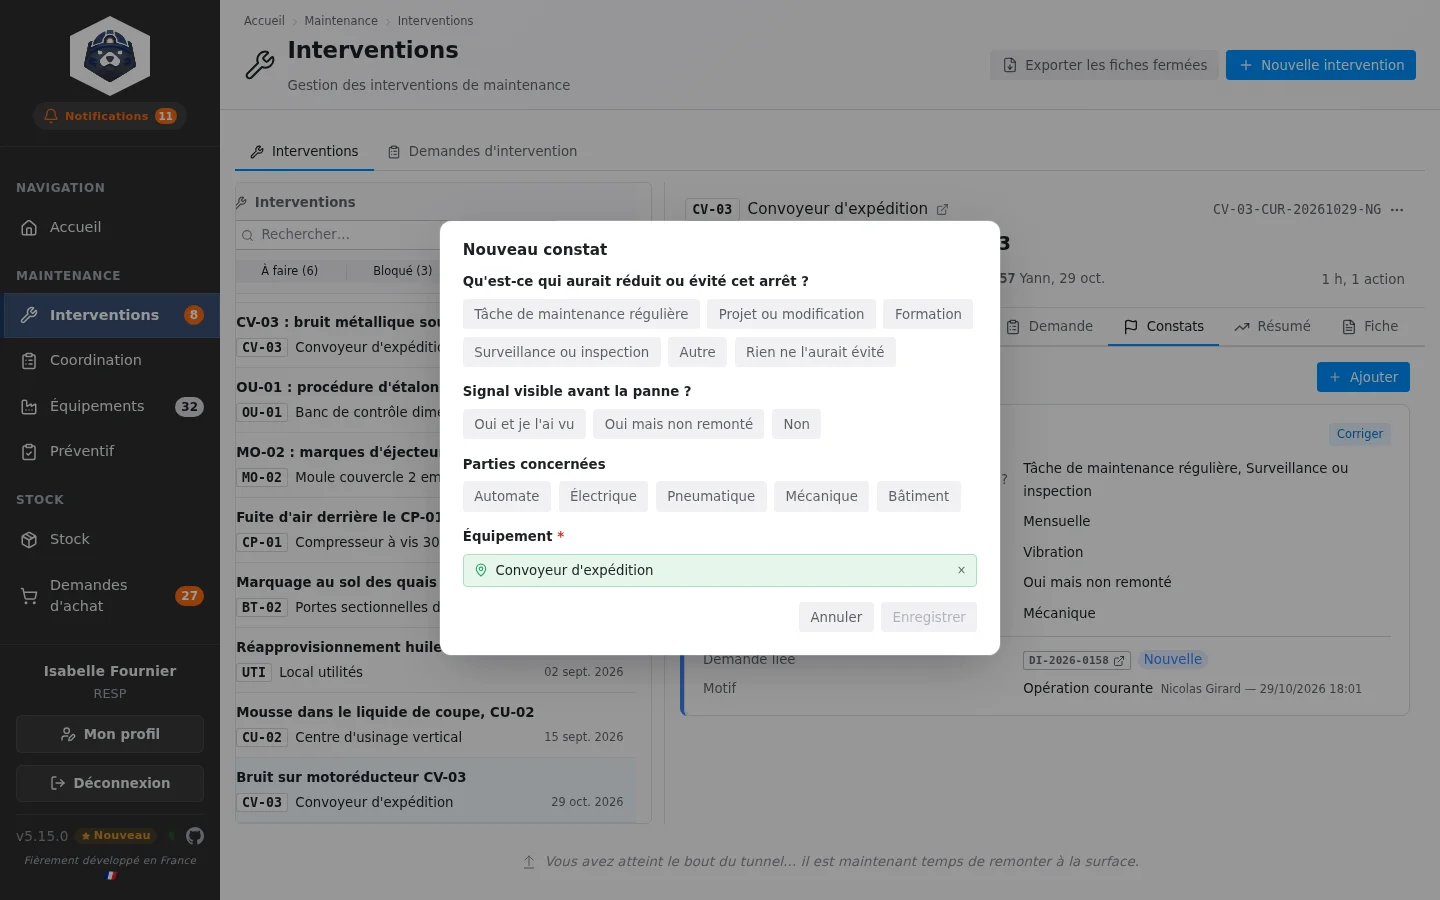 Notifications 11
NAVIGATION
Accueil
MAINTENANCE
Interventions 8
Coordination
Équipements 32
Préventif
STOCK
Stock
Demandes
d'achat 27
Isabelle Fournier
RESP
Mon profil
Déconnexion
v5.15.0 Nouveau
Fièrement développé en France
Accueil Maintenance Interventions
Interventions
Gestion des interventions de maintenance
Exporter les fiches fermées
Nouvelle intervention
Interventions
Demandes d'intervention
Interventions
Rechercher...
À faire (6)
Bloqué (3)
CV-03 : bruit métallique sou
CV-03 Convoyeur d'expéditic
OU-01 : procédure d'étalon
OU-01 Banc de contrôle dime
MO-02 : marques d'éjecteu
MO-02 Moule couvercle 2 em
Fuite d'air derrière le CP-01
CP-01 Compresseur à vis 30
Marquage au sol des quais
BT-02 Portes sectionnelles d
Réapprovisionnement huile
UTI Local utilités 02 sept. 2026
Mousse dans le liquide de coupe, CU-02
CU-02 Centre d'usinage vertical 15 sept. 2026
Bruit sur motoréducteur CV-03
CV-03 Convoyeur d'expédition 29 oct. 2026
CV-03 Convoyeur d'expédition
CV-03-CUR-20261029-NG
3
57 Yann, 29 oct.
1 h, 1 action
Demande
Constats
Résumé
Fiche
Ajouter
Corriger
? Tâche de maintenance régulière, Surveillance ou
inspection
Mensuelle
Vibration
Oui mais non remonté
Mécanique
Demande liée DI-2026-0158 Nouvelle
Motif Opération courante Nicolas Girard — 29/10/2026 18:01
Vous avez atteint le bout du tunnel... il est maintenant temps de remonter à la surface.
Nouveau constat
Qu'est-ce qui aurait réduit ou évité cet arrêt ?
Tâche de maintenance régulière Projet ou modification Formation
Surveillance ou inspection Autre Rien ne l'aurait évité
Signal visible avant la panne ?
Oui et je l'ai vu Oui mais non remonté Non
Parties concernées
Automate Électrique Pneumatique Mécanique Bâtiment
Équipement *
Convoyeur d'expédition ×
Annuler Enregistrer